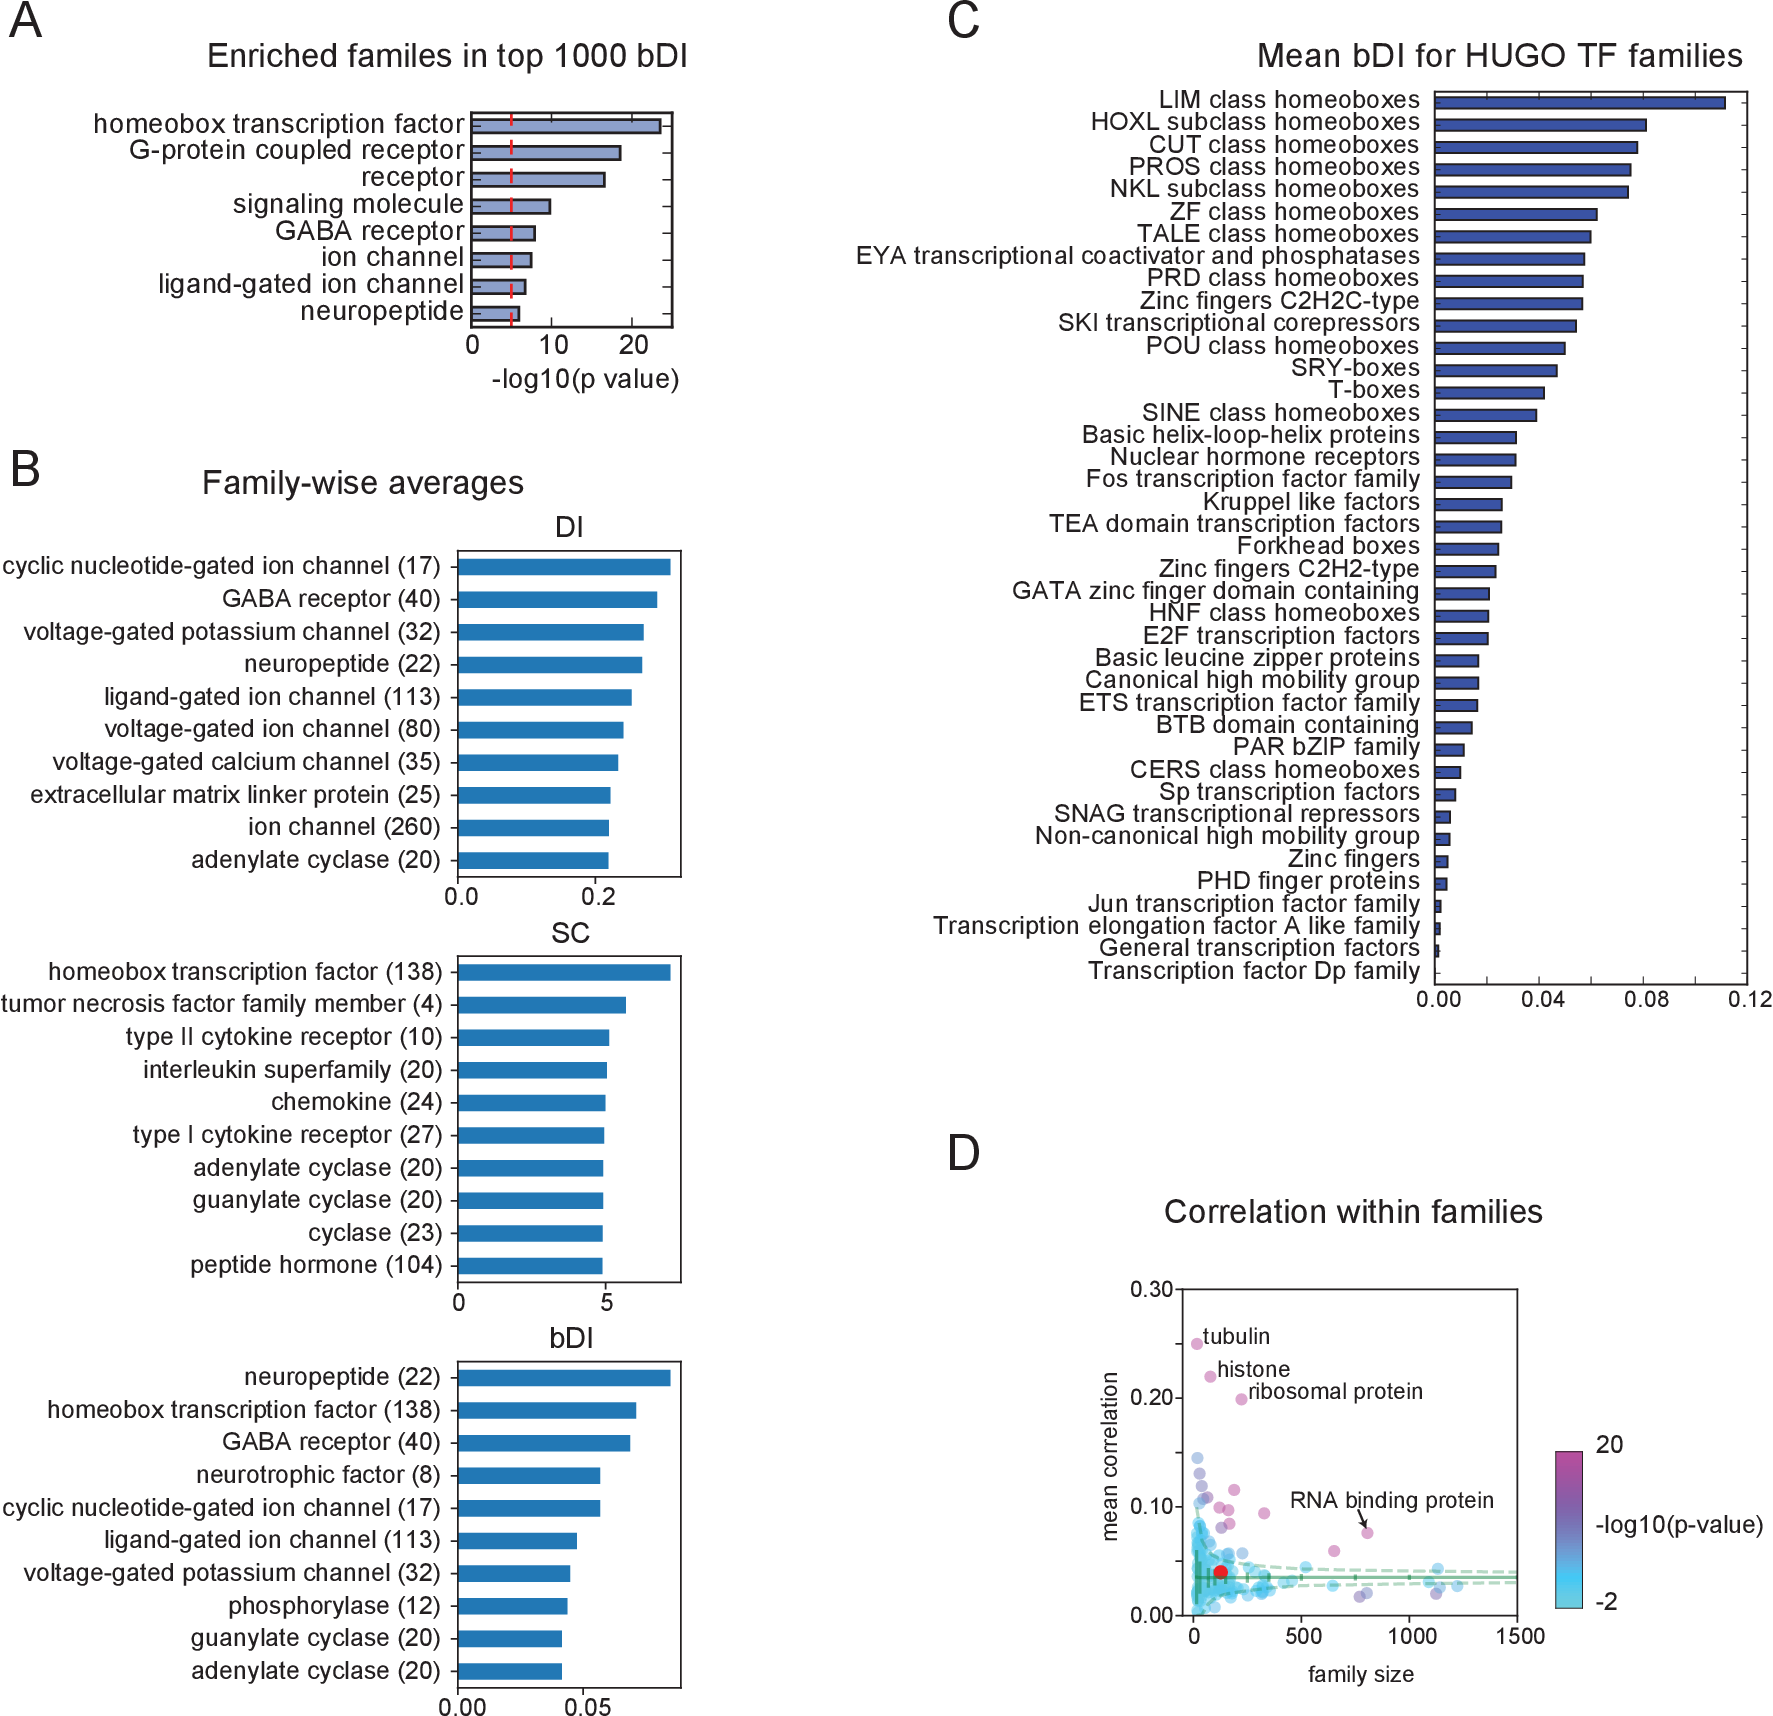 A
Enriched familes in top 1000 bDI
homeobox transcription factor
G-protein coupled receptor
receptor
signaling molecule
GABA receptor
ion channel
ligand-gated ion channel
neuropeptide
0 10 20
-log10(p value)
B
Family-wise averages
DI
cyclic nucleotide-gated ion channel (17)
GABA receptor (40)
voltage-gated potassium channel (32)
neuropeptide (22)
ligand-gated ion channel (113)
voltage-gated ion channel (80)
voltage-gated calcium channel (35)
extracellular matrix linker protein (25)
ion channel (260)
adenylate cyclase (20)
0.0 0.2
SC
homeobox transcription factor (138)
tumor necrosis factor family member (4)
type II cytokine receptor (10)
interleukin superfamily (20)
chemokine (24)
type I cytokine receptor (27)
adenylate cyclase (20)
guanylate cyclase (20)
cyclase (23)
peptide hormone (104)
0 5
bDI
neuropeptide (22)
homeobox transcription factor (138)
GABA receptor (40)
neurotrophic factor (8)
cyclic nucleotide-gated ion channel (17)
ligand-gated ion channel (113)
voltage-gated potassium channel (32)
phosphorylase (12)
guanylate cyclase (20)
adenylate cyclase (20)
0.00 0.05
C
Mean bDI for HUGO TF families
LIM class homeoboxes
HOXL subclass homeoboxes
CUT class homeoboxes
PROS class homeoboxes
NKL subclass homeoboxes
ZF class homeoboxes
TALE class homeoboxes
EYA transcriptional coactivator and phosphatases
PRD class homeoboxes
Zinc fingers C2H2C-type
SKI transcriptional corepressors
POU class homeoboxes
SRY-boxes
T-boxes
SINE class homeoboxes
Basic helix-loop-helix proteins
Nuclear hormone receptors
Fos transcription factor family
Kruppel like factors
TEA domain transcription factors
Forkhead boxes
Zinc fingers C2H2-type
GATA zinc finger domain containing
HNF class homeoboxes
E2F transcription factors
Basic leucine zipper proteins
Canonical high mobility group
ETS transcription factor family
BTB domain containing
PAR bZIP family
CERS class homeoboxes
Sp transcription factors
SNAG transcriptional repressors
Non-canonical high mobility group
Zinc fingers
PHD finger proteins
Jun transcription factor family
Transcription elongation factor A like family
General transcription factors
Transcription factor Dp family
0.00 0.04 0.08 0.12
D
Correlation within families
0.30
0.20
0.10
0.00
mean correlation
tubulin
histone
ribosomal protein
RNA binding protein
0 500 1000 1500
family size
20
-log10(p-value)
-2